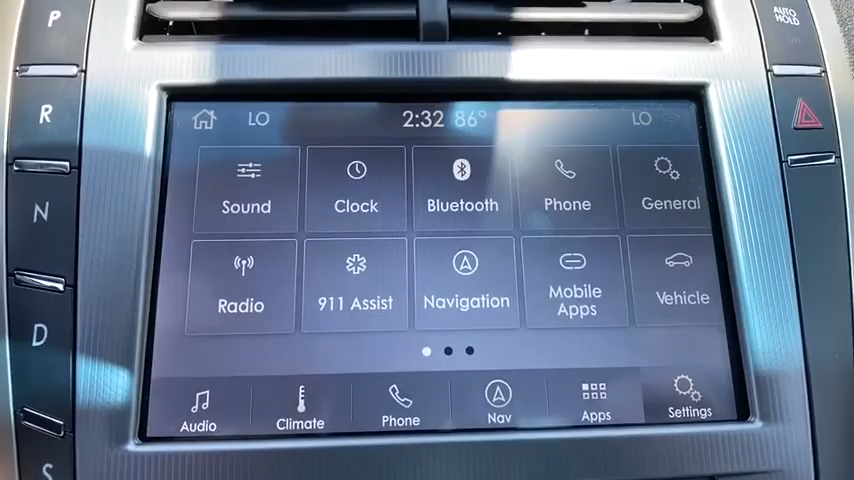 P
R
N
D
S
AUTO
HOLD
LO 2:32 86° LO
Sound Clock Bluetooth Phone General
Radio 911 Assist Navigation Mobile Apps Vehicle
Audio Climate Phone Nav Apps Settings